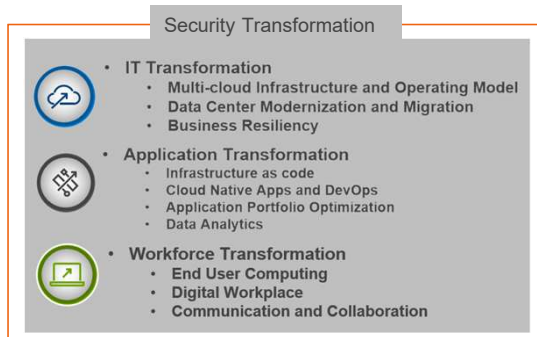 Security Transformation
• IT Transformation
• Multi-cloud Infrastructure and Operating Model
• Data Center Modernization and Migration
• Business Resiliency
• Application Transformation
• Infrastructure as code
• Cloud Native Apps and DevOps
• Application Portfolio Optimization
• Data Analytics
• Workforce Transformation
• End User Computing
• Digital Workplace
• Communication and Collaboration